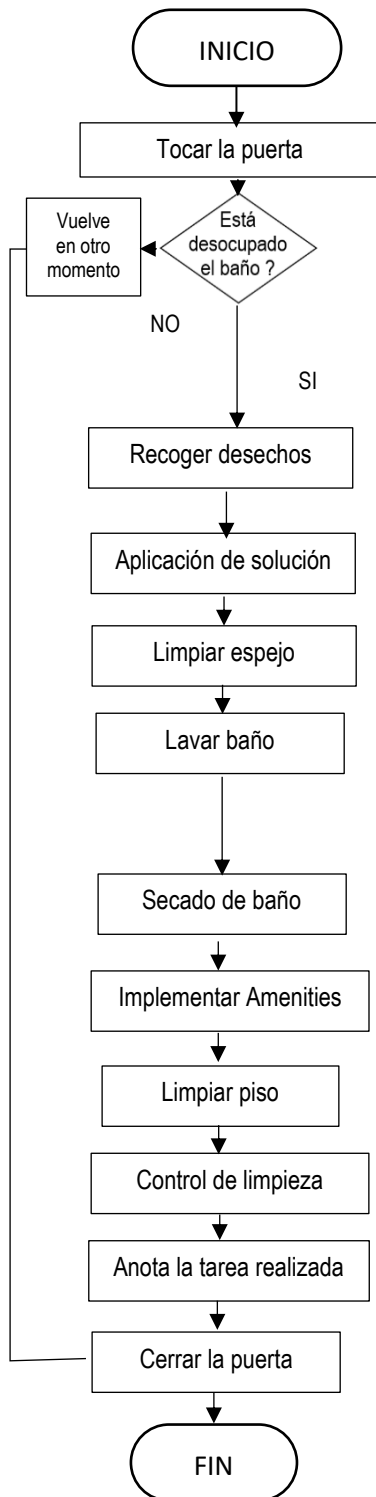 INICIO
Tocar la puerta
Vuelve
en otro
momento
Está
desocupado
el baño ?
NO
SI
Recoger desechos
Aplicación de solución
Limpiar espejo
Lavar baño
Secado de baño
Implementar Amenities
Limpiar piso
Control de limpieza
Anota la tarea realizada
Cerrar la puerta
FIN